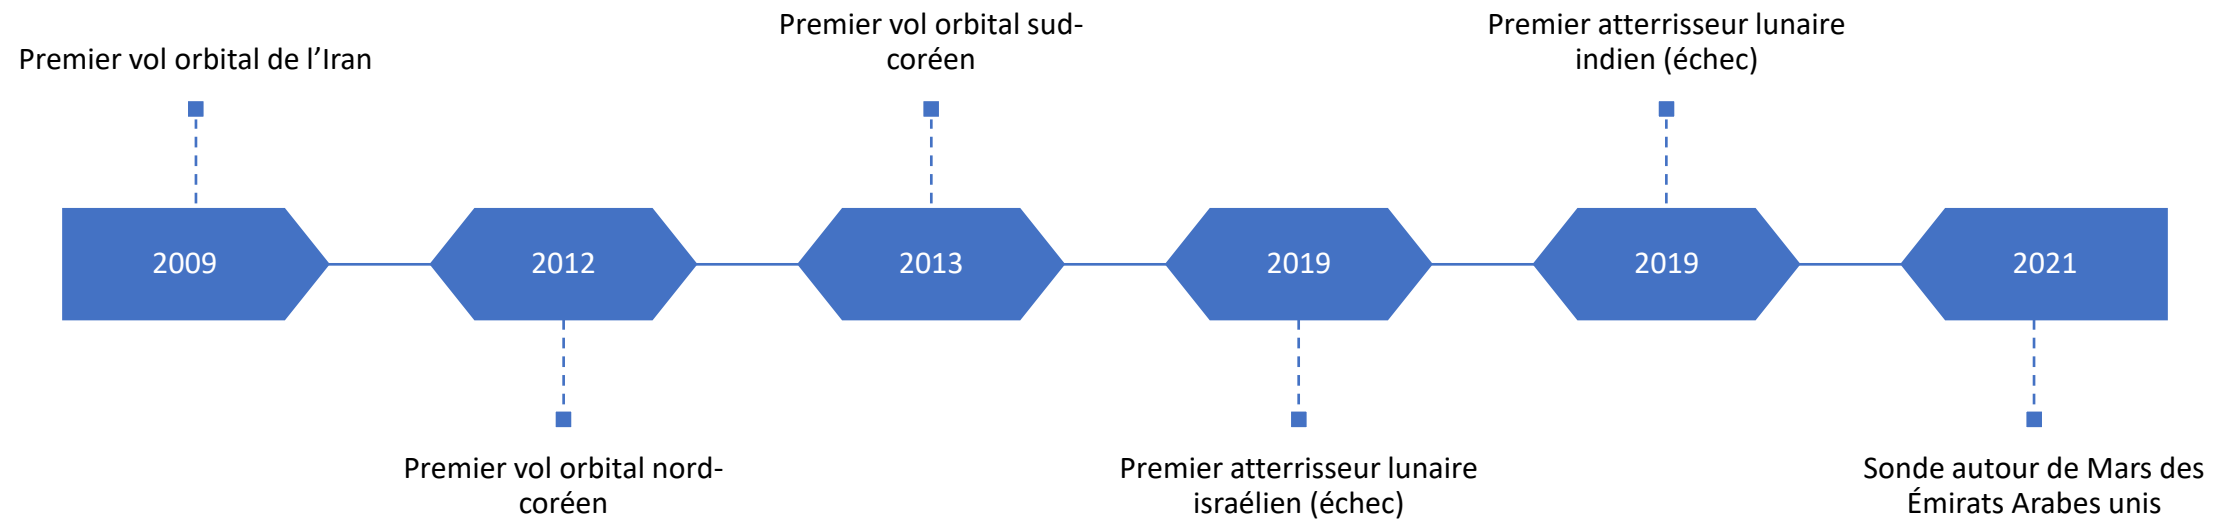 Premier vol orbital de l’Iran
Premier vol orbital sud-
coréen
Premier atterrisseur lunaire
indien (échec)
2009
2012
2013
2019
2019
2021
Premier vol orbital nord-
coréen
Premier atterrisseur lunaire
israélien (échec)
Sonde autour de Mars des
Émirats Arabes unis